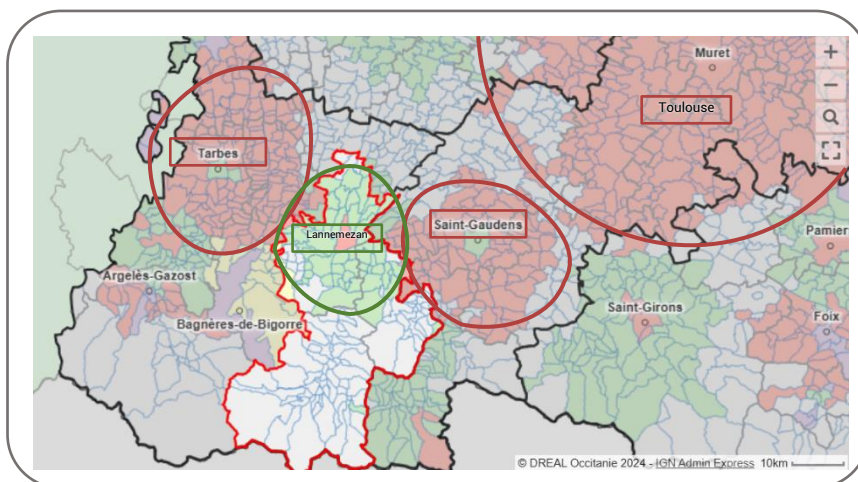 Muret
Toulouse
Tarbes
Lannemezan
Saint-Gaudens
Pamier
Argelès-Gazost
Bagnères-de-Bigorre
Saint-Girons
Foix
© DREAL Occitanie 2024 - IGN Admin Express 10km